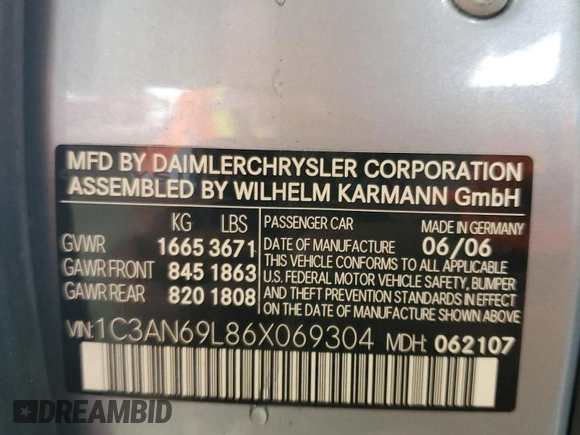 MFD BY DAIMLERCHRYSLER CORPORATION
ASSEMBLED BY WILHELM KARMANN GmbH
KG LBS
GVWR 1665 3671
GAWR FRONT 845 1863
GAWR REAR 820 1808
PASSENGER CAR MADE IN GERMANY
DATE OF MANUFACTURE 06/06
THIS VEHICLE CONFORMS TO ALL APPLICABLE
U.S. FEDERAL MOTOR VEHICLE SAFETY, BUMPER
AND THEFT PREVENTION STANDARDS IN EFFECT
ON THE DATE OF MANUFACTURE SHOWN ABOVE
VIN: 1C3AN69L86X069304 MDH: 062107
DREAMBID